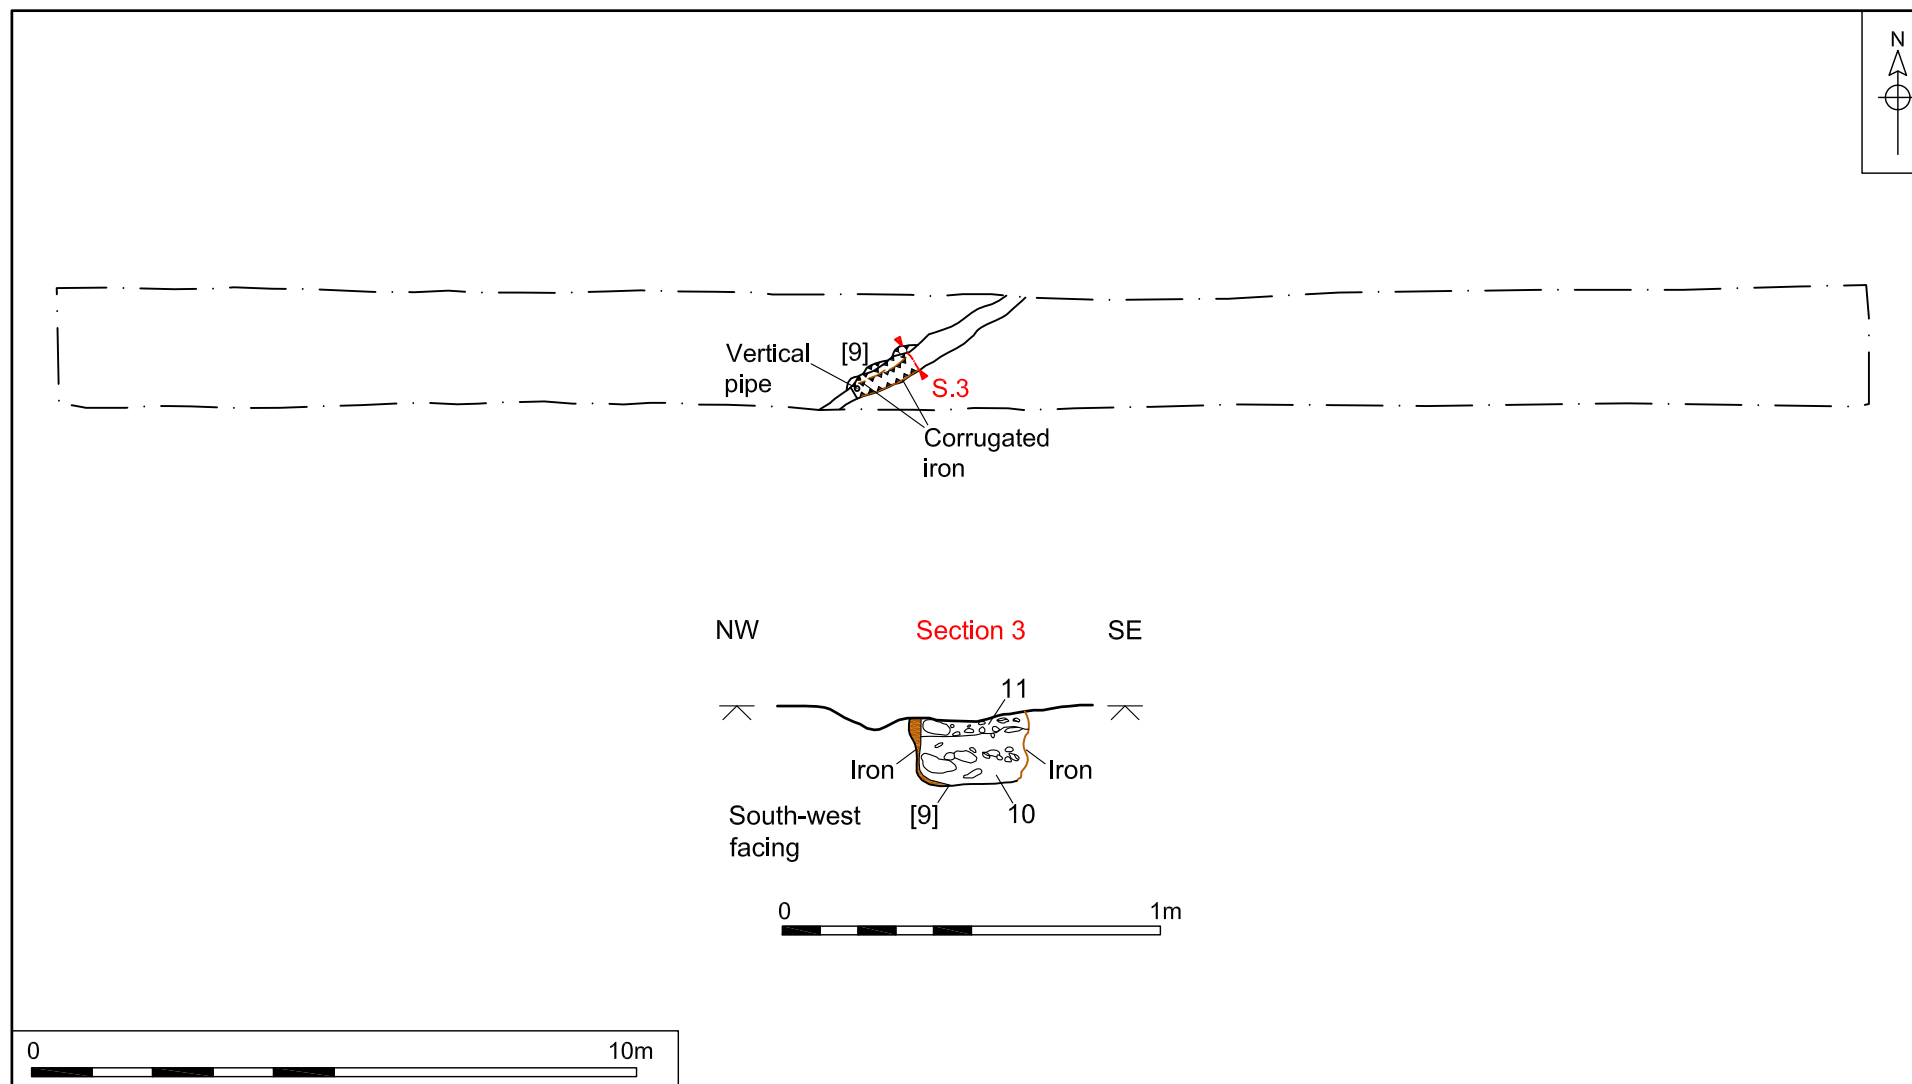 N
Vertical
pipe
[9]
S.3
Corrugated
iron
NW
Section 3
SE
11
Iron
Iron
South-west
facing
[9]
10
0
1m
0
10m